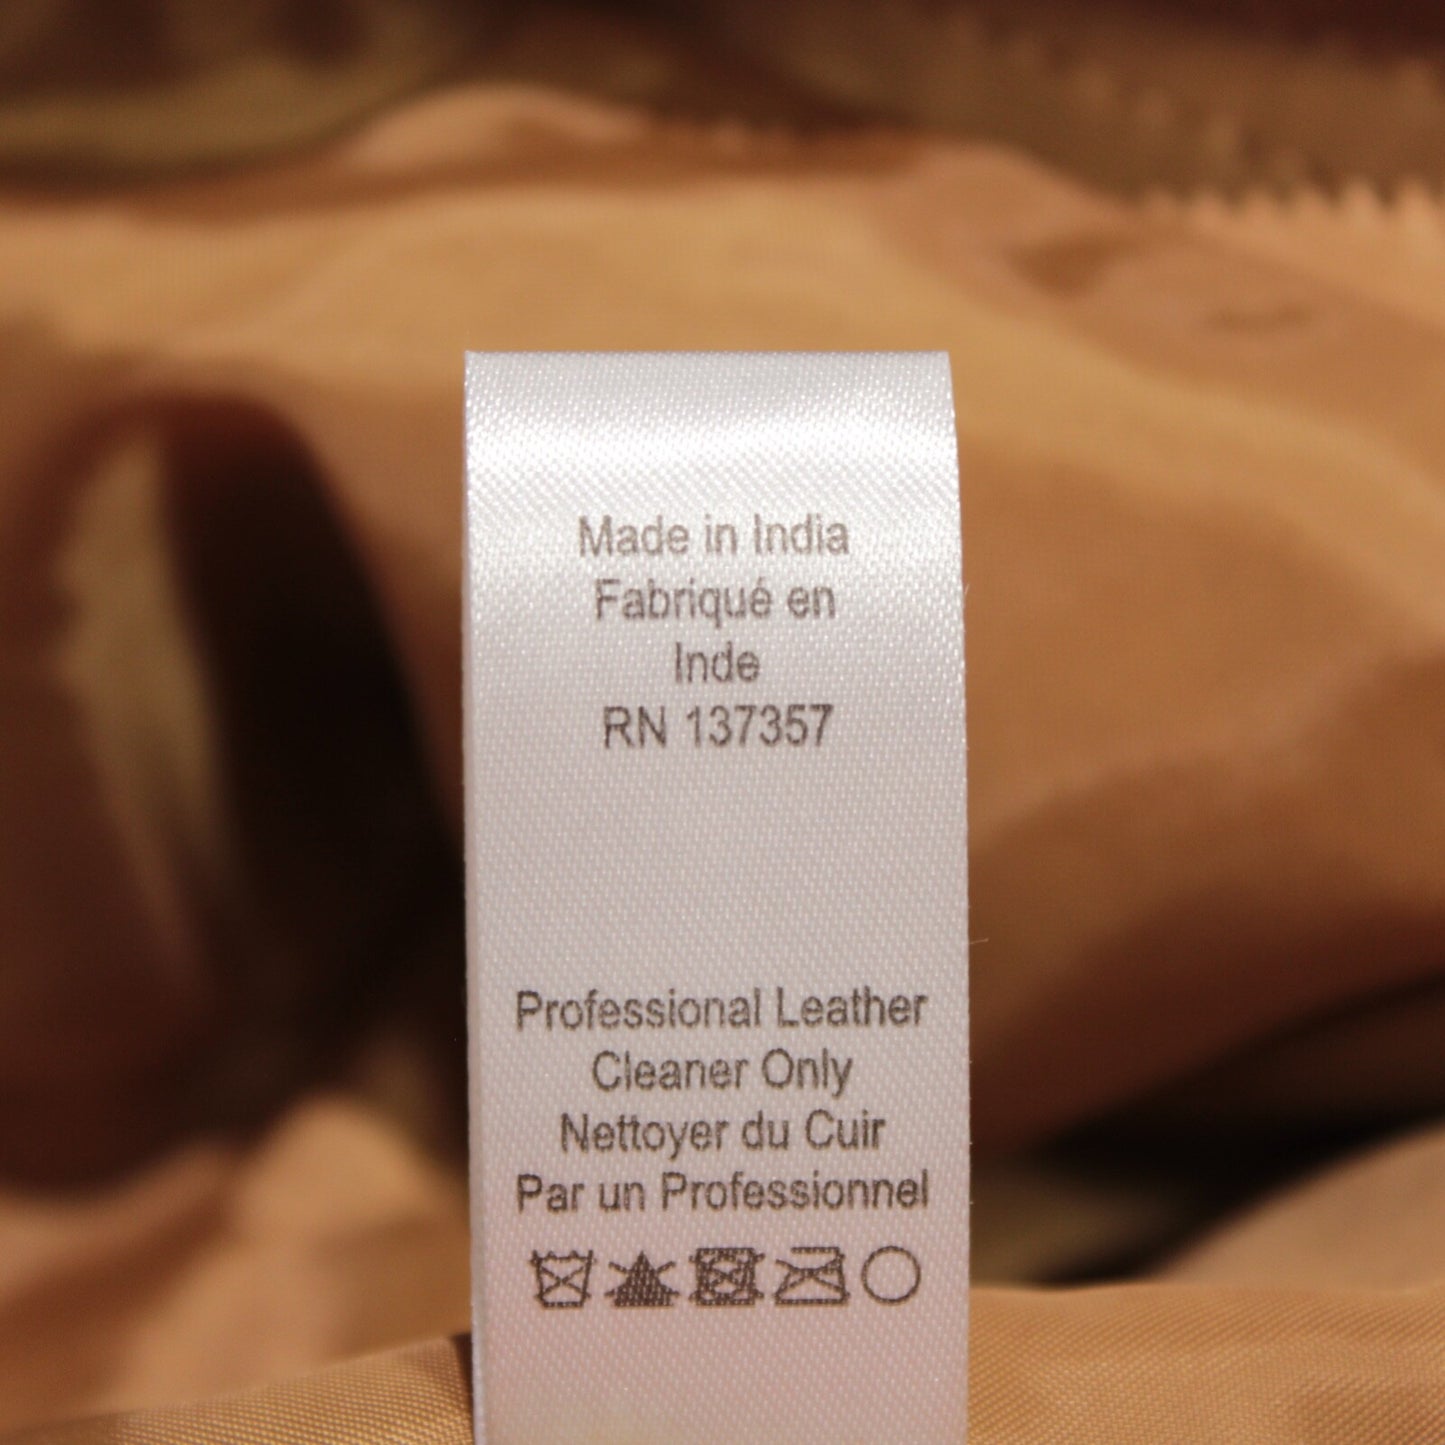 Made in India
Fabriqué en
Inde
RN 137357
Professional Leather
Cleaner Only
Nettoyer du Cuir
Par un Professionnel